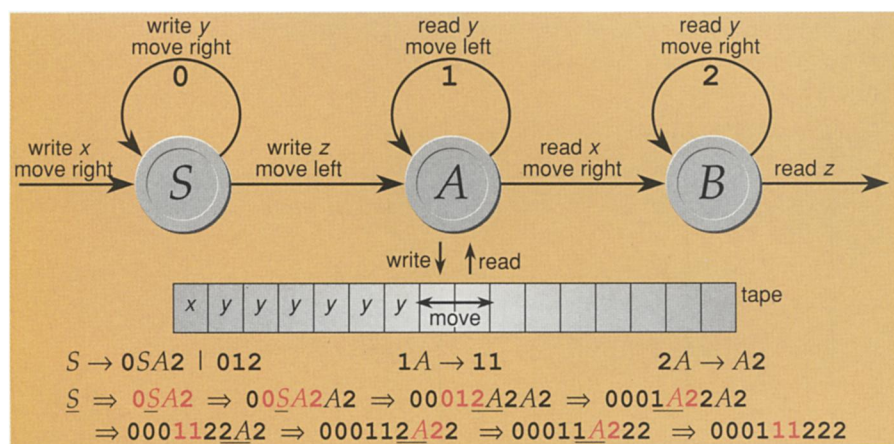 write y
move right
0
read y
move left
1
read y
move right
2
write x
move right
S
write z
move left
A
read x
move right
B
read z
write
read
x y y y y y y
move
tape
S → 0SA2 | 012 1A → 11 2A → A2
S ⇒ 0SA2 ⇒ 00SA2A2 ⇒ 00012A2A2 ⇒ 0001A22A2
⇒ 0001122A2 ⇒ 000112A22 ⇒ 00011A222 ⇒ 000111222